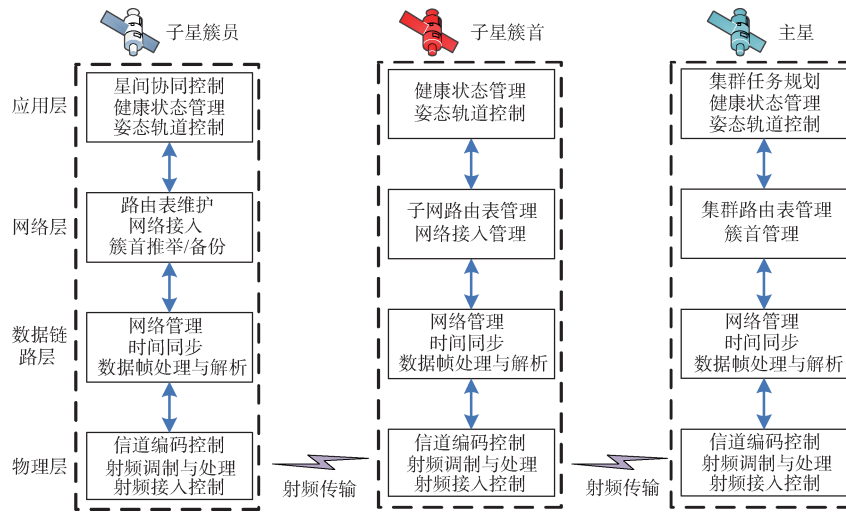 子星簇员
子星簇首
主星
应用层
星间协同控制
健康状态管理
姿态轨道控制
健康状态管理
姿态轨道控制
集群任务规划
健康状态管理
姿态轨道控制
网络层
路由表维护
网络接入
簇首推举/备份
子网路由表管理
网络接入管理
集群路由表管理
簇首管理
数据链
路层
网络管理
时间同步
数据帧处理与解析
网络管理
时间同步
数据帧处理与解析
网络管理
时间同步
数据帧处理与解析
物理层
信道编码控制
射频调制与处理
射频接入控制
射频传输
信道编码控制
射频调制与处理
射频接入控制
射频传输
信道编码控制
射频调制与处理
射频接入控制